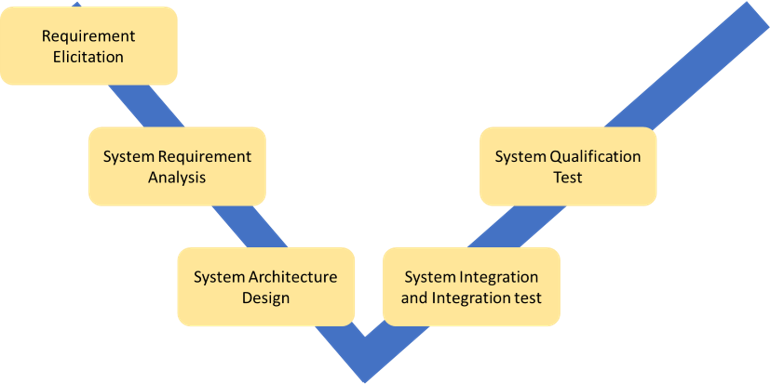 Requirement
Elicitation
System Requirement
Analysis
System Qualification
Test
System Architecture
Design
System Integration
and Integration test